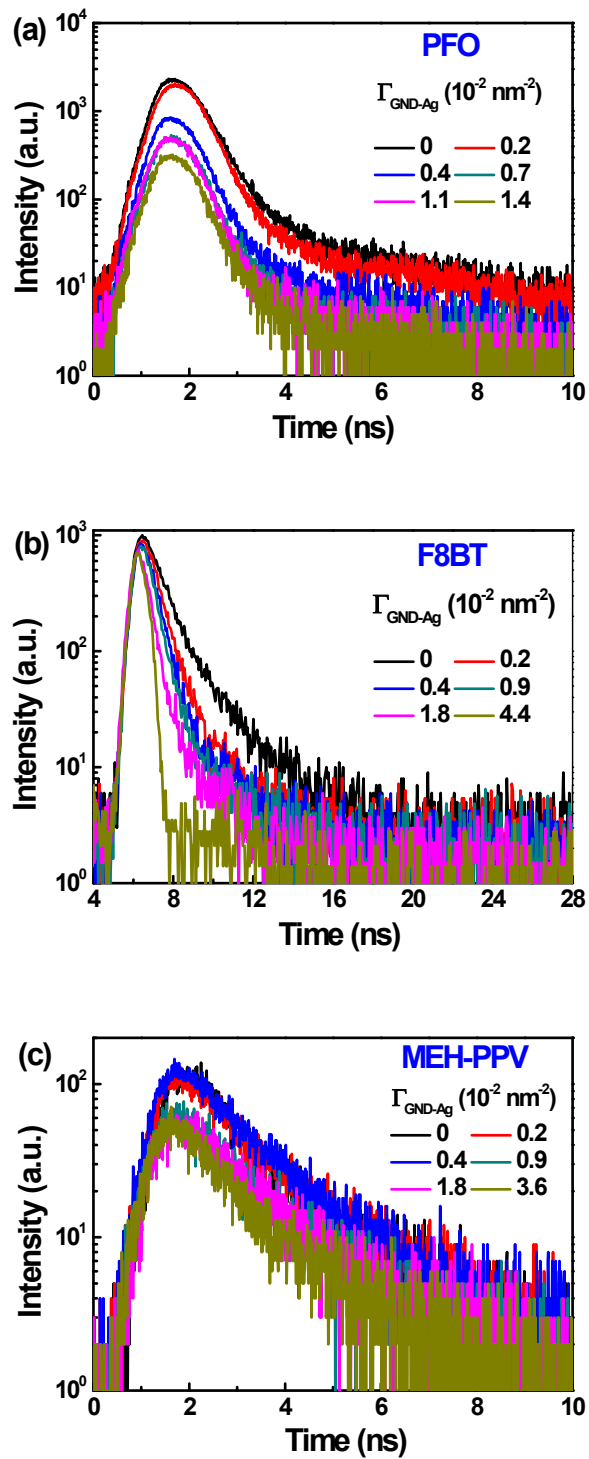 (a)
PFO
Γ_GND-Ag (10^-2 nm^-2)
0 0.2
0.4 0.7
1.1 1.4
Intensity (a.u.)
10^4
10^3
10^2
10^1
10^0
0 2 4 6 8 10
Time (ns)
(b)
F8BT
Γ_GND-Ag (10^-2 nm^-2)
0 0.2
0.4 0.9
1.8 4.4
Intensity (a.u.)
10^3
10^2
10^1
10^0
4 8 12 16 20 24 28
Time (ns)
(c)
MEH-PPV
Γ_GND-Ag (10^-2 nm^-2)
0 0.2
0.4 0.9
1.8 3.6
Intensity (a.u.)
10^2
10^1
10^0
0 2 4 6 8 10
Time (ns)